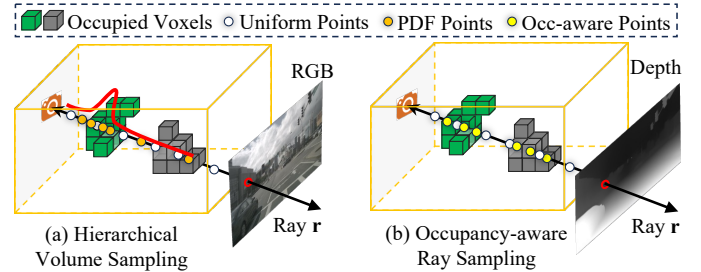 Occupied Voxels Uniform Points PDF Points Occ-aware Points
RGB
Depth
Ray r
Ray r
(a) Hierarchical
Volume Sampling
(b) Occupancy-aware
Ray Sampling